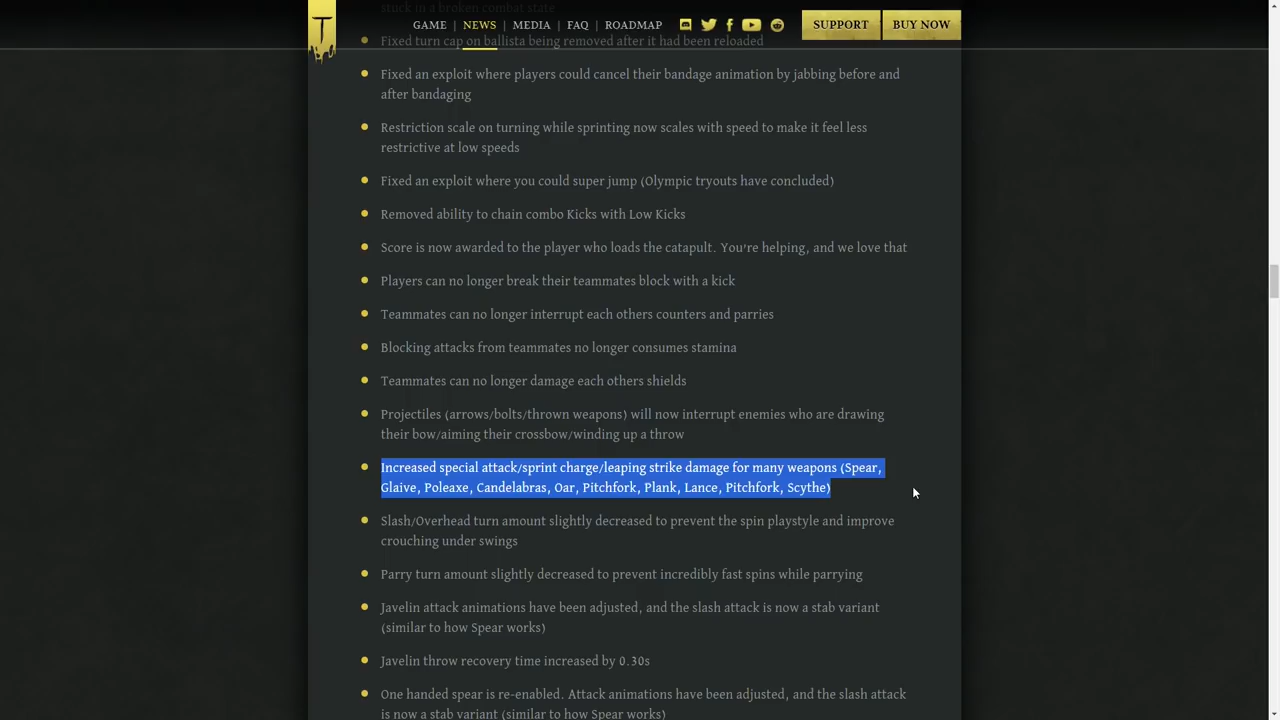 stuck in a broken combat state
GAME | NEWS | MEDIA | FAQ | ROADMAP
SUPPORT
BUY NOW
Fixed turn cap on ballista being removed after it had been reloaded
Fixed an exploit where players could cancel their bandage animation by jabbing before and
after bandaging
Restriction scale on turning while sprinting now scales with speed to make it feel less
restrictive at low speeds
Fixed an exploit where you could super jump (Olympic tryouts have concluded)
Removed ability to chain combo Kicks with Low Kicks
Score is now awarded to the player who loads the catapult. You're helping, and we love that
Players can no longer break their teammates block with a kick
Teammates can no longer interrupt each others counters and parries
Blocking attacks from teammates no longer consumes stamina
Teammates can no longer damage each others shields
Projectiles (arrows/bolts/thrown weapons) will now interrupt enemies who are drawing
their bow/aiming their crossbow/winding up a throw
Increased special attack/sprint charge/leaping strike damage for many weapons (Spear,
Glaive, Poleaxe, Candelabras, Oar, Pitchfork, Plank, Lance, Pitchfork, Scythe)
Slash/Overhead turn amount slightly decreased to prevent the spin playstyle and improve
crouching under swings
Parry turn amount slightly decreased to prevent incredibly fast spins while parrying
Javelin attack animations have been adjusted, and the slash attack is now a stab variant
(similar to how Spear works)
Javelin throw recovery time increased by 0.30s
One handed spear is re-enabled. Attack animations have been adjusted, and the slash attack
is now a stab variant (similar to how Spear works)